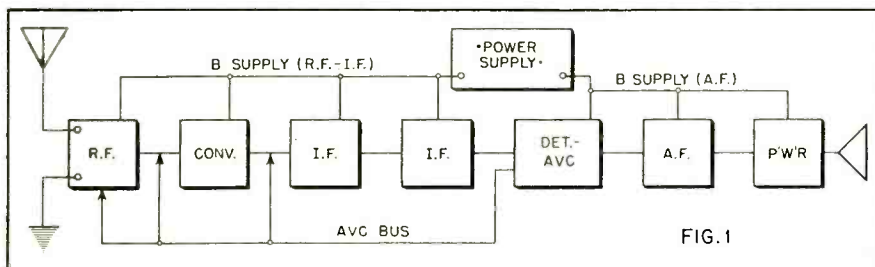 •POWER SUPPLY•
B SUPPLY (R.F.-I.F.)
B SUPPLY (A.F.)
R.F.
CONV.
I.F.
I.F.
DET.-
AVC
A.F.
P'W'R
AVC BUS
FIG.1